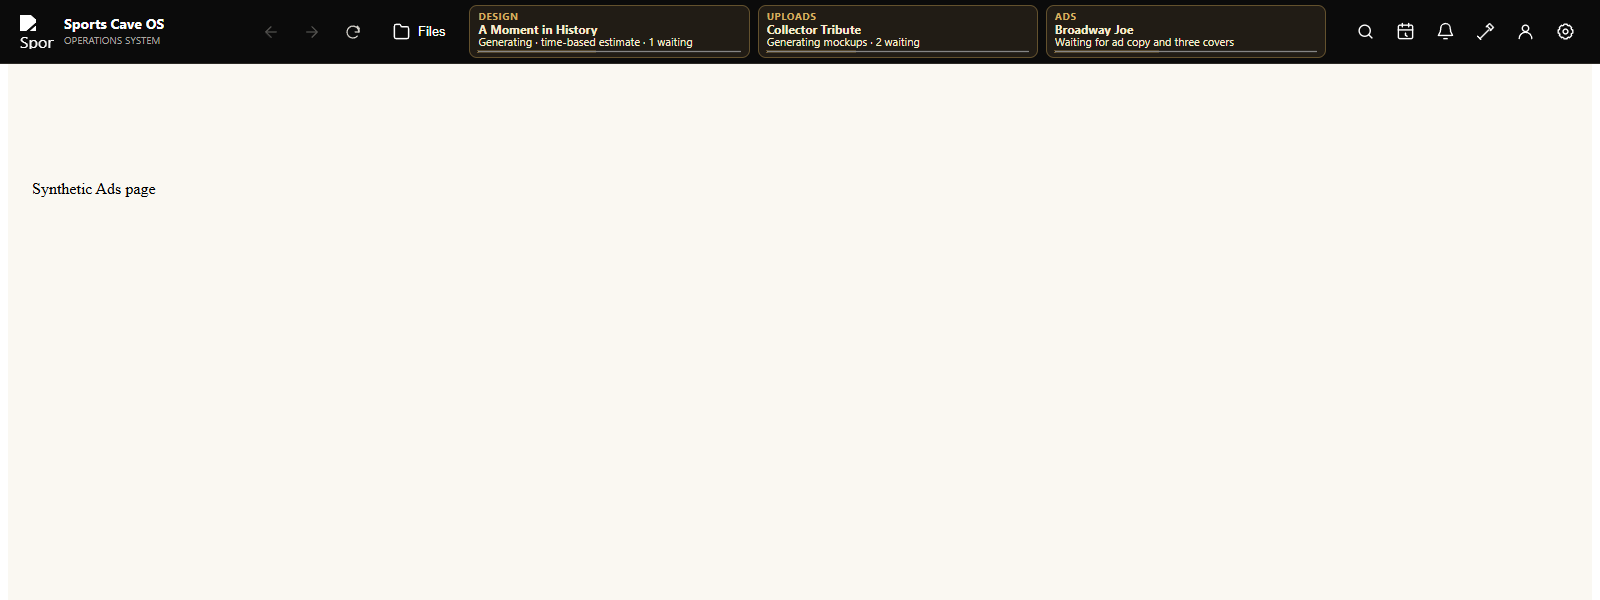 Spor
Sports Cave OS
OPERATIONS SYSTEM
Files
DESIGN
A Moment in History
Generating · time-based estimate · 1 waiting
UPLOADS
Collector Tribute
Generating mockups · 2 waiting
ADS
Broadway Joe
Waiting for ad copy and three covers
Synthetic Ads page